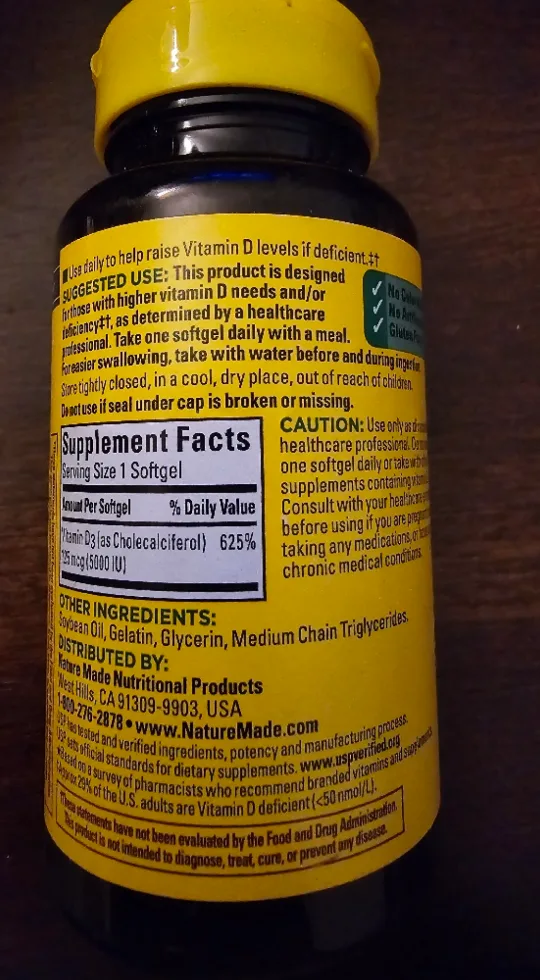 Use daily to help raise Vitamin D levels if deficient.‡†
SUGGESTED USE: This product is designed
for those with higher vitamin D needs and/or
deficiency‡†, as determined by a healthcare
professional. Take one softgel daily with a meal.
For easier swallowing, take with water before and during ingestion.
Store tightly closed, in a cool, dry place, out of reach of children.
Do not use if seal under cap is broken or missing.
✓ No
✓ No
✓ Gluten
Supplement Facts
Serving Size 1 Softgel
Amount Per Softgel % Daily Value
Vitamin D3 (as Cholecalciferol) 625%
125 mcg (5000 IU)
CAUTION: Use only as
healthcare professional.
one softgel daily or take
supplements containing
Consult with your healthcare
before using if you are
taking any medications,
chronic medical conditions.
OTHER INGREDIENTS:
Soybean Oil, Gelatin, Glycerin, Medium Chain Triglycerides.
DISTRIBUTED BY:
Nature Made Nutritional Products
West Hills, CA 91309-9903, USA
1-800-276-2878 • www.NatureMade.com
USP has tested and verified ingredients, potency and manufacturing process.
USP sets official standards for dietary supplements. www.uspverified.org
Based on a survey of pharmacists who recommend branded vitamins and supplements.
29% of the U.S. adults are Vitamin D deficient (<50 nmol/L).
These statements have not been evaluated by the Food and Drug Administration.
This product is not intended to diagnose, treat, cure, or prevent any disease.